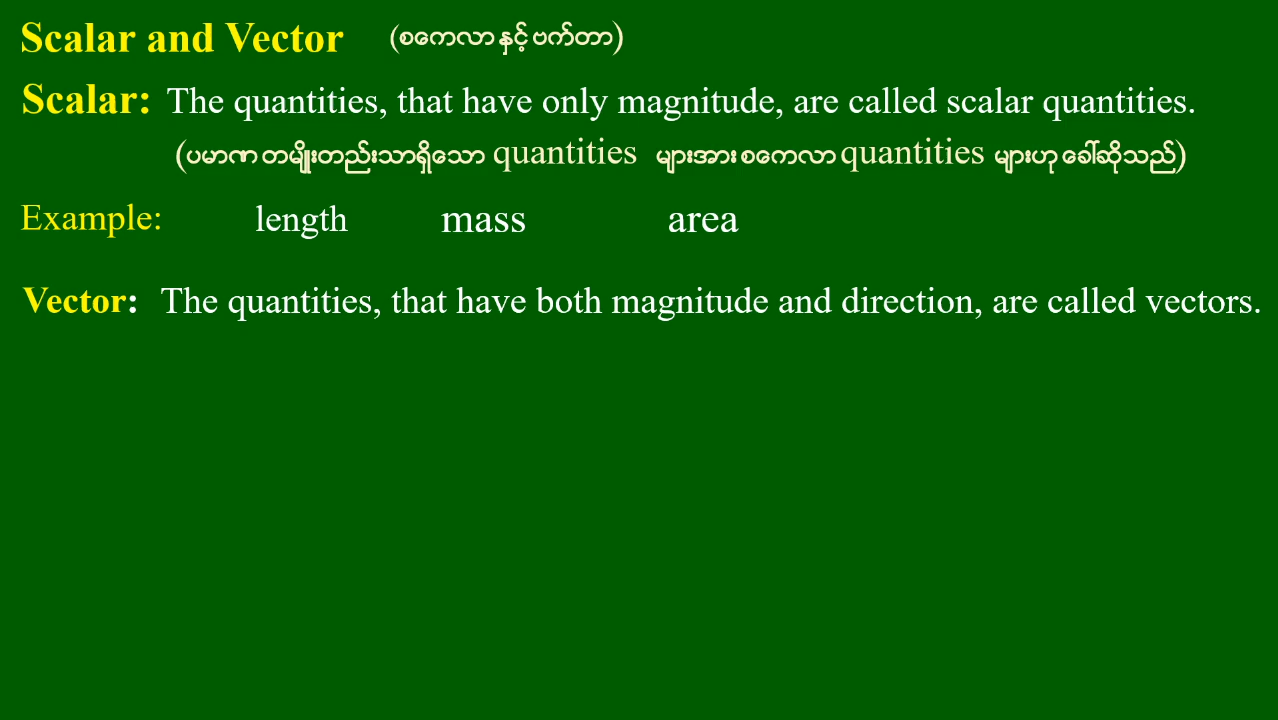 Scalar and Vector (စကေလာ နှင့် ဗက်တာ)
Scalar: The quantities, that have only magnitude, are called scalar quantities.
(ပမာဏ တမျိုးတည်းသာရှိသော quantities များအား စကေလာ quantities များဟု ခေါ်ဆိုသည်)
Example: length mass area
Vector: The quantities, that have both magnitude and direction, are called vectors.